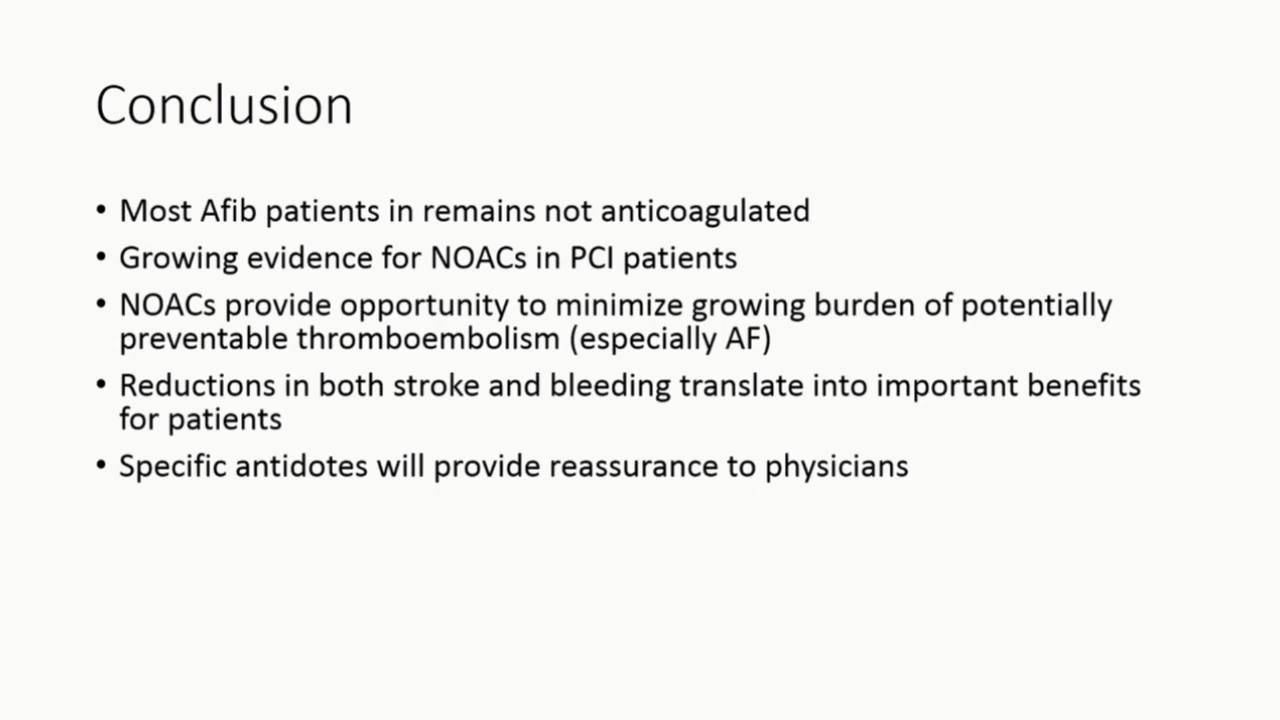 Conclusion
• Most Afib patients in remains not anticoagulated
• Growing evidence for NOACs in PCI patients
• NOACs provide opportunity to minimize growing burden of potentially
preventable thromboembolism (especially AF)
• Reductions in both stroke and bleeding translate into important benefits
for patients
• Specific antidotes will provide reassurance to physicians